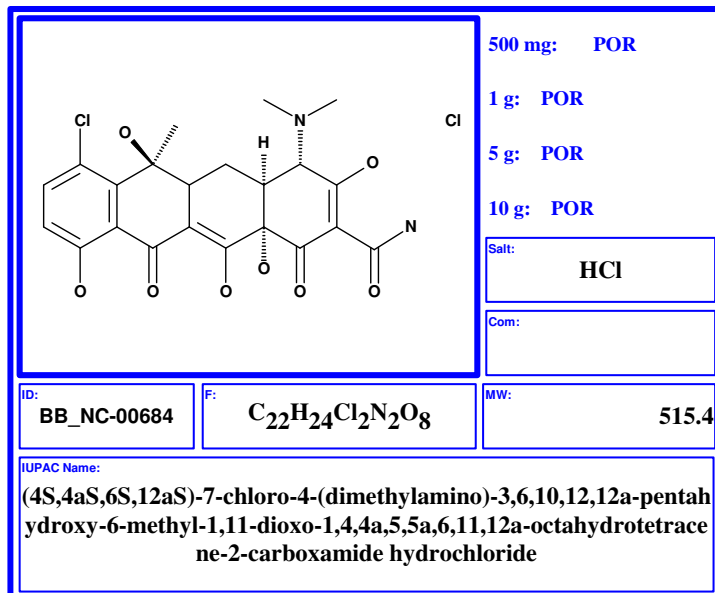 500 mg: POR
1 g: POR
5 g: POR
10 g: POR
Cl
O
N
Cl
H
O
N
O
O
O
O
O
O
Salt:
HCl
Com:
ID:
BB_NC-00684
F:
C22H24Cl2N2O8
MW:
515.4
IUPAC Name:
(4S,4aS,6S,12aS)-7-chloro-4-(dimethylamino)-3,6,10,12,12a-pentah
ydroxy-6-methyl-1,11-dioxo-1,4,4a,5,5a,6,11,12a-octahydrotetrace
ne-2-carboxamide hydrochloride